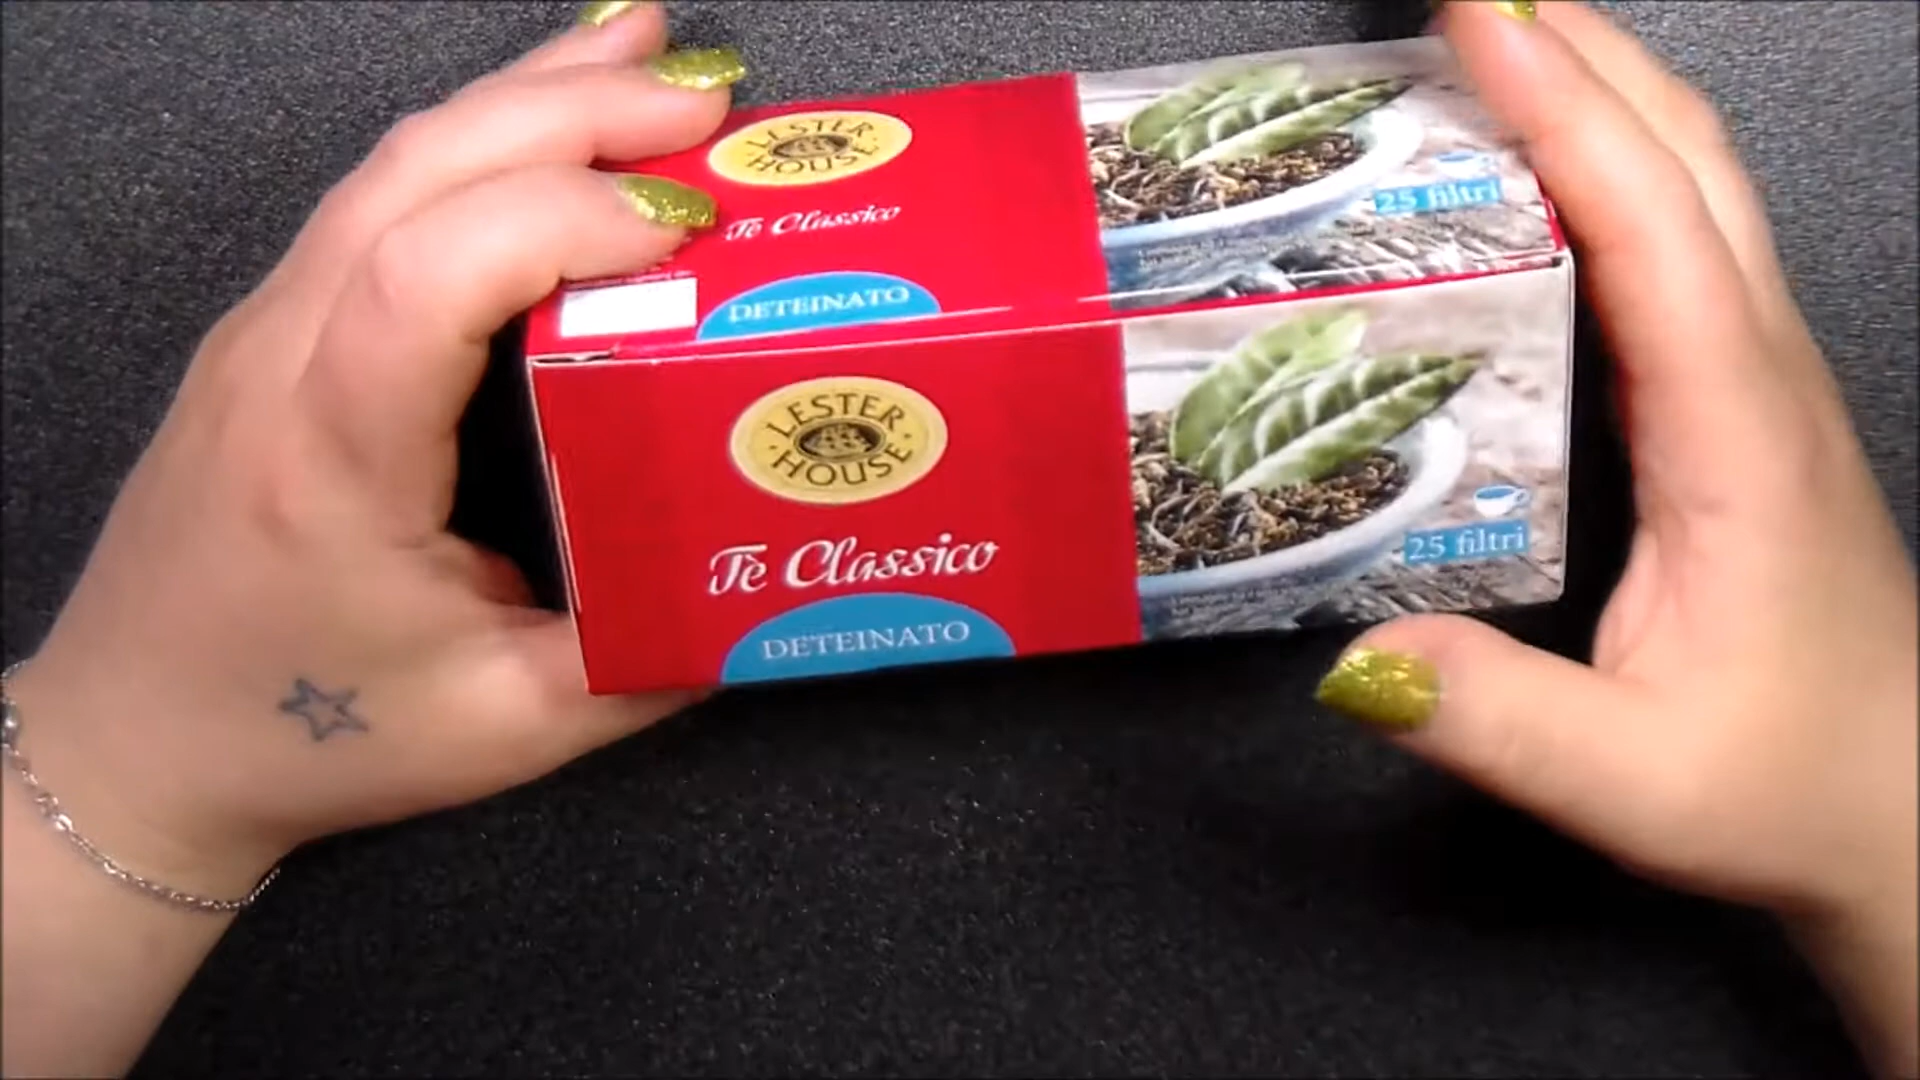 LESTER
HOUSE
Tè Classico
DETEINATO
25 filtri
LESTER
HOUSE
Tè Classico
DETEINATO
25 filtri